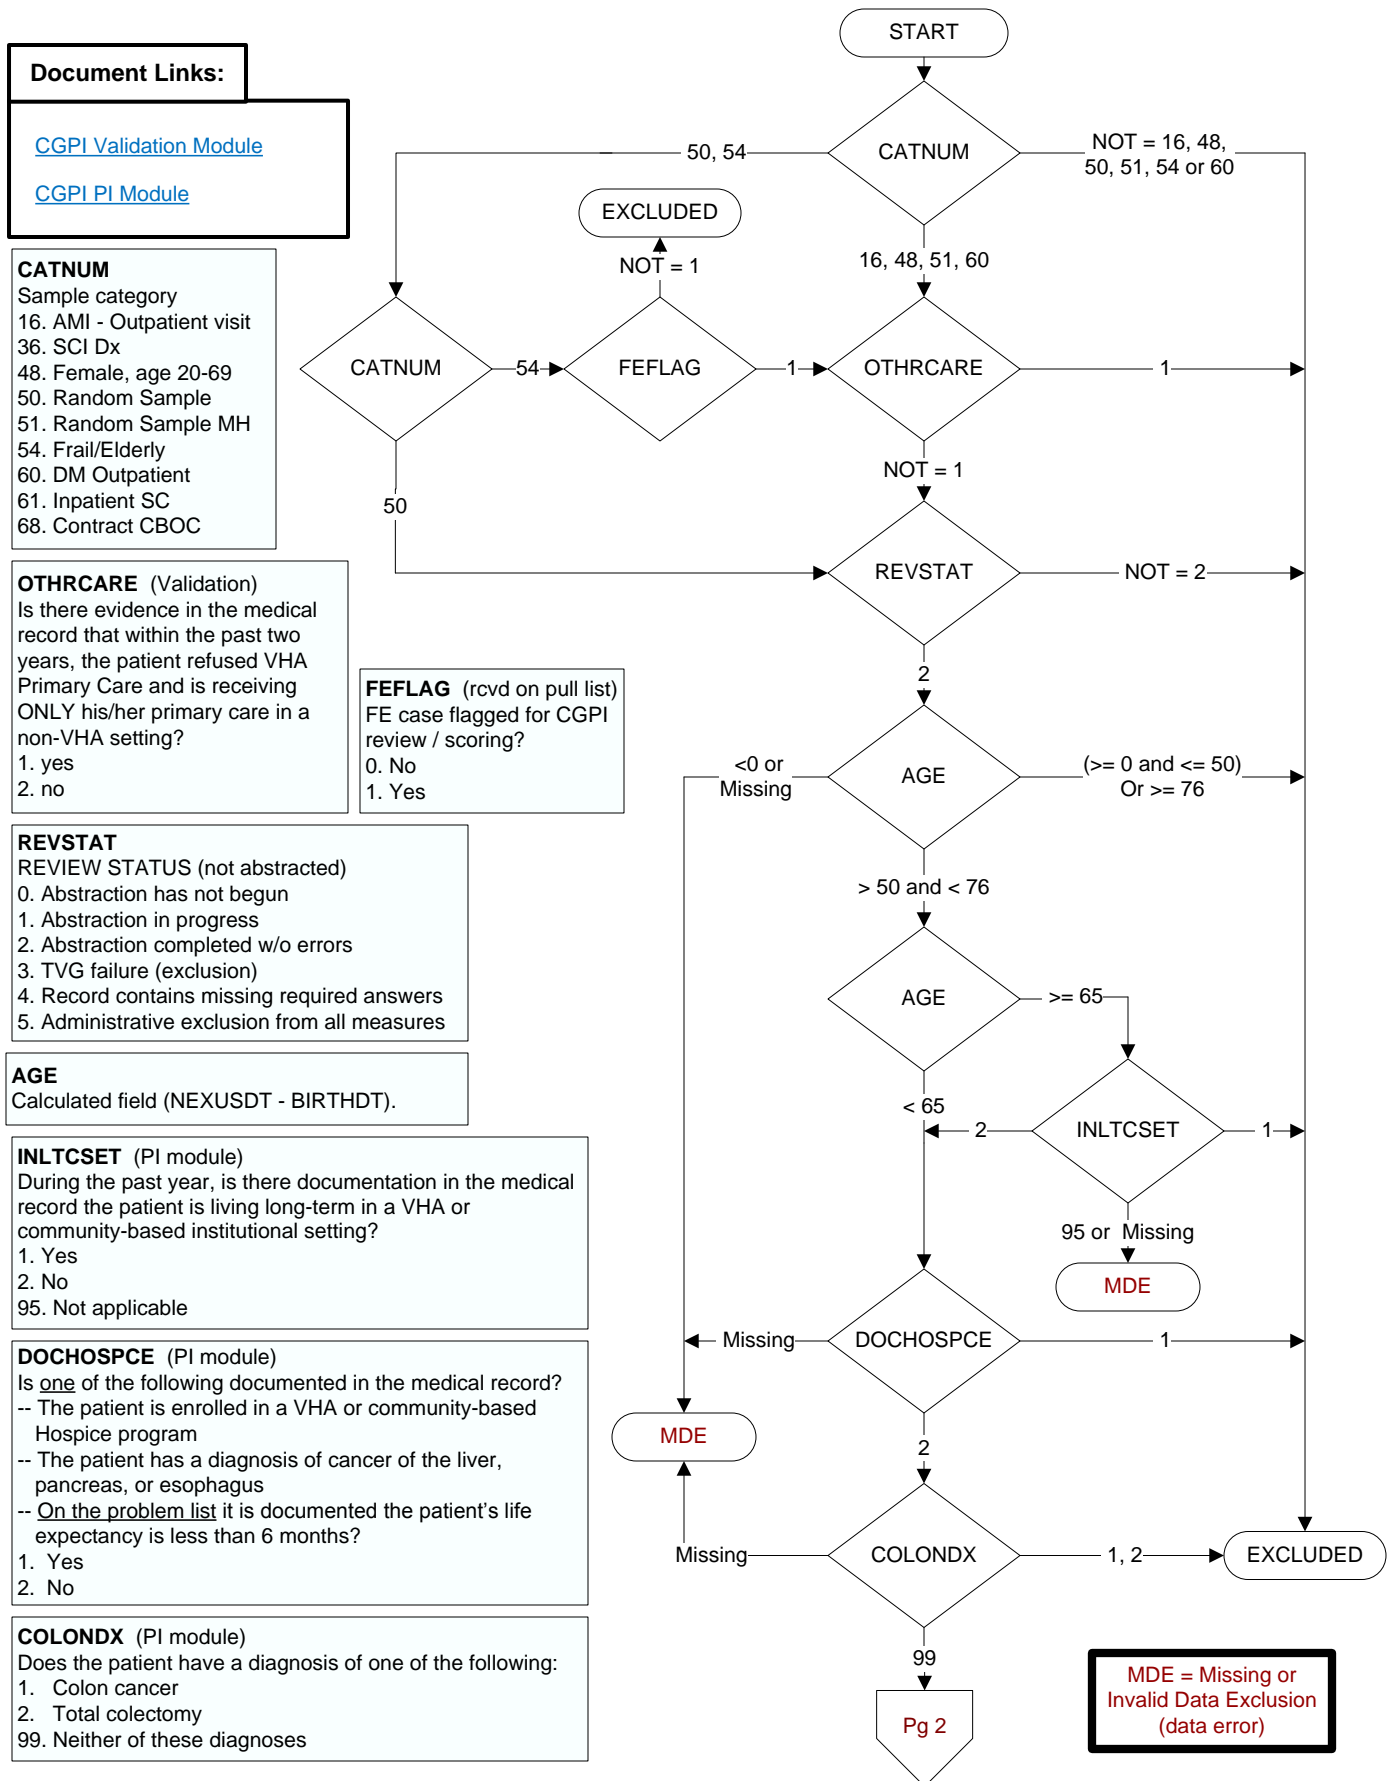 Document Links:
CGPI Validation Module
CGPI PI Module
CATNUM
Sample category
16. AMI - Outpatient visit
36. SCI Dx
48. Female, age 20-69
50. Random Sample
51. Random Sample MH
54. Frail/Elderly
60. DM Outpatient
61. Inpatient SC
68. Contract CBOC
OTHRCARE (Validation)
Is there evidence in the medical
record that within the past two
years, the patient refused VHA
Primary Care and is receiving
ONLY his/her primary care in a
non-VHA setting?
1. yes
2. no
FEFLAG (rcvd on pull list)
FE case flagged for CGPI
review / scoring?
0. No
1. Yes
REVSTAT
REVIEW STATUS (not abstracted)
0. Abstraction has not begun
1. Abstraction in progress
2. Abstraction completed w/o errors
3. TVG failure (exclusion)
4. Record contains missing required answers
5. Administrative exclusion from all measures
AGE
Calculated field (NEXUSDT - BIRTHDT).
INLTCSET (PI module)
During the past year, is there documentation in the medical
record the patient is living long-term in a VHA or
community-based institutional setting?
1. Yes
2. No
95. Not applicable
DOCHOSPCE (PI module)
Is one of the following documented in the medical record?
-- The patient is enrolled in a VHA or community-based
Hospice program
-- The patient has a diagnosis of cancer of the liver,
pancreas, or esophagus
-- On the problem list it is documented the patient's life
expectancy is less than 6 months?
1. Yes
2. No
COLONDX (PI module)
Does the patient have a diagnosis of one of the following:
1. Colon cancer
2. Total colectomy
99. Neither of these diagnoses
START
CATNUM
50, 54
NOT = 16, 48,
50, 51, 54 or 60
16, 48, 51, 60
EXCLUDED
NOT = 1
CATNUM
54
FEFLAG
1
OTHRCARE
1
50
NOT = 1
REVSTAT
NOT = 2
2
AGE
<0 or
Missing
(>= 0 and <= 50)
Or >= 76
> 50 and < 76
AGE
>= 65
< 65
INLTCSET
2
1
95 or Missing
MDE
DOCHOSPCE
Missing
1
MDE
2
COLONDX
Missing
1, 2
EXCLUDED
99
Pg 2
MDE = Missing or
Invalid Data Exclusion
(data error)